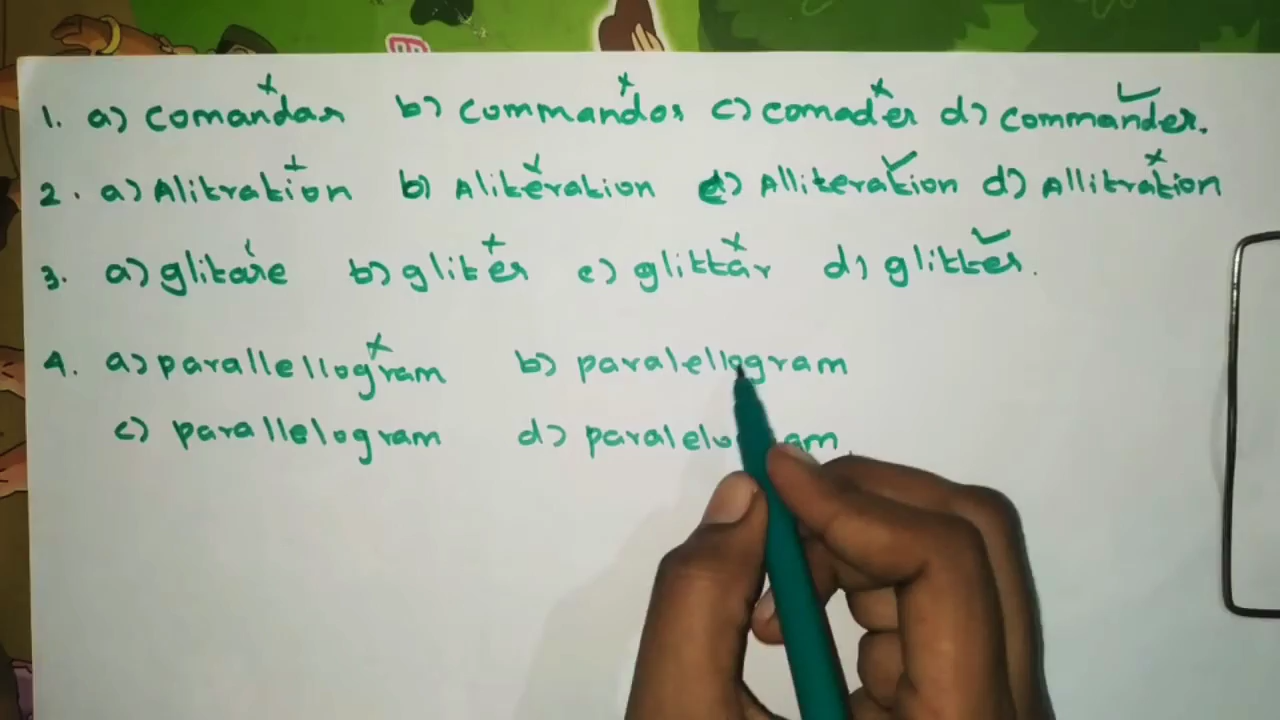 1. a) comandar b) commandor c) comader d) commander.
2. a) Alitration b) Aliteration c) Alliteration d) Allitration
3. a) glitare b) gliter c) glittar d) glitter.
4. a) parallellogram b) paralellogram
c) parallelogram d)